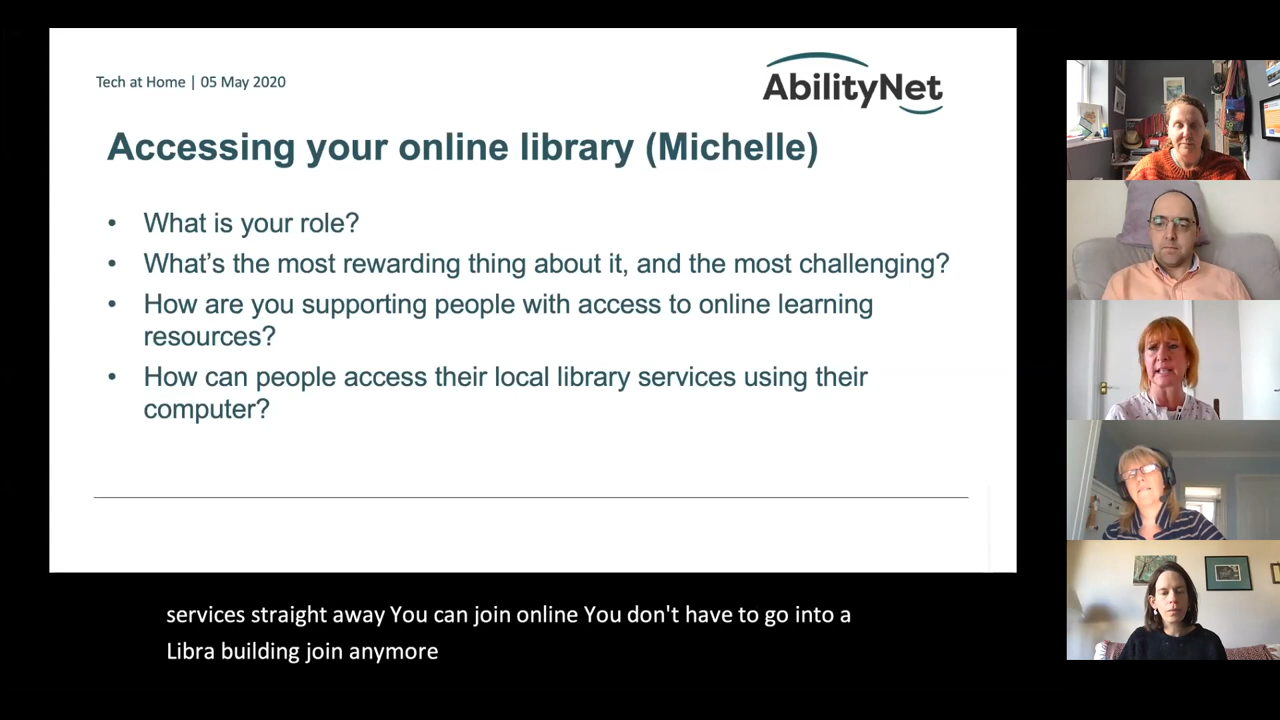 Tech at Home | 05 May 2020
AbilityNet
Accessing your online library (Michelle)
• What is your role?
• What’s the most rewarding thing about it, and the most challenging?
• How are you supporting people with access to online learning
resources?
• How can people access their local library services using their
computer?
services straight away You can join online You don't have to go into a
Libra building join anymore